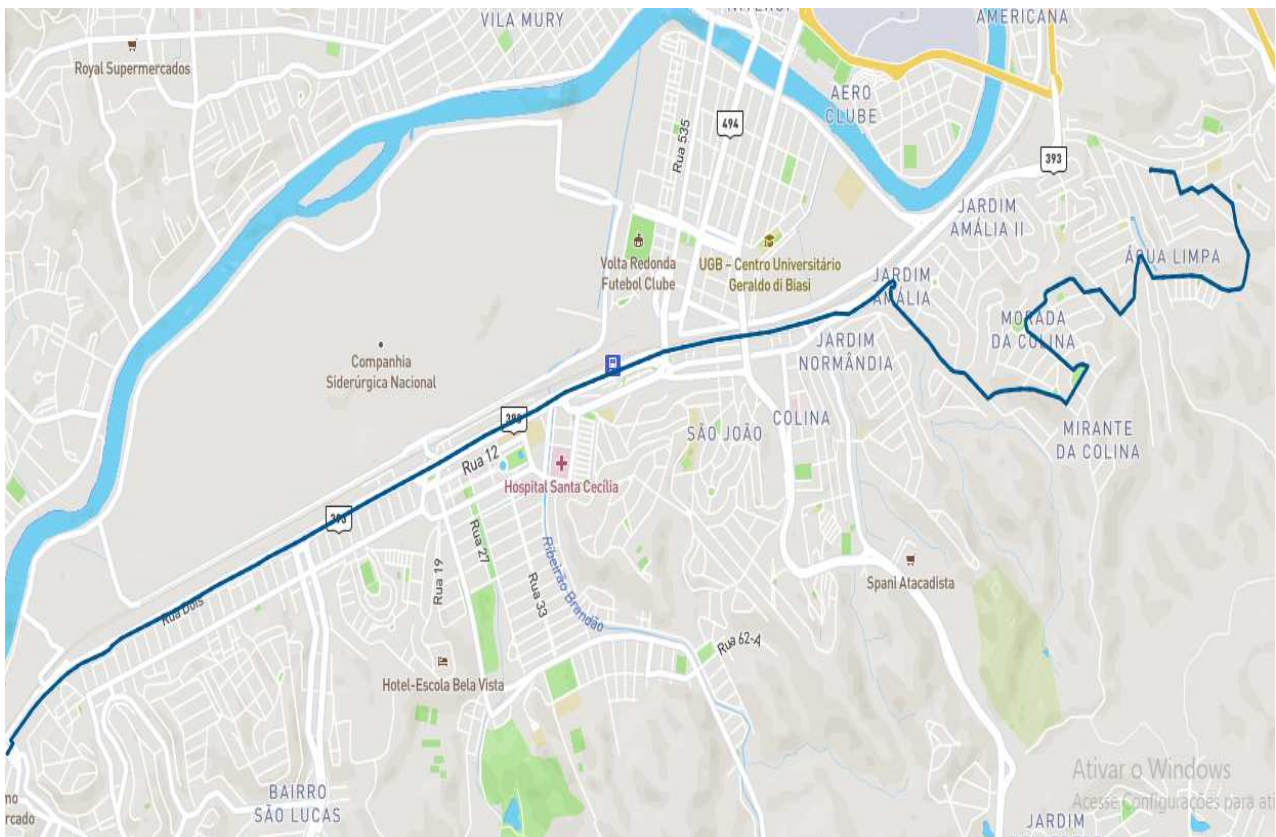 VILA MURY
AMERICANA
Royal Supermercados
AERO
CLUBE
494
Rua 535
393
JARDIM
AMÁLIA II
Volta Redonda
Futebol Clube
UGB - Centro Universitário
Geraldo di Biasi
ÁGUA LIMPA
JARDIM
AMÁLIA
MORADA
DA COLINA
JARDIM
NORMÂNDIA
Companhia
Siderúrgica Nacional
393
COLINA
SÃO JOÃO
MIRANTE
DA COLINA
Rua 12
Hospital Santa Cecília
393
Rua 27
Rua 19
Rua 33
Ribeirão Brandão
Spani Atacadista
Rua Dois
Rua 62-A
Hotel-Escola Bela Vista
BAIRRO
SÃO LUCAS
Ativar o Windows
Acesse Configurações para ati
JARDIM